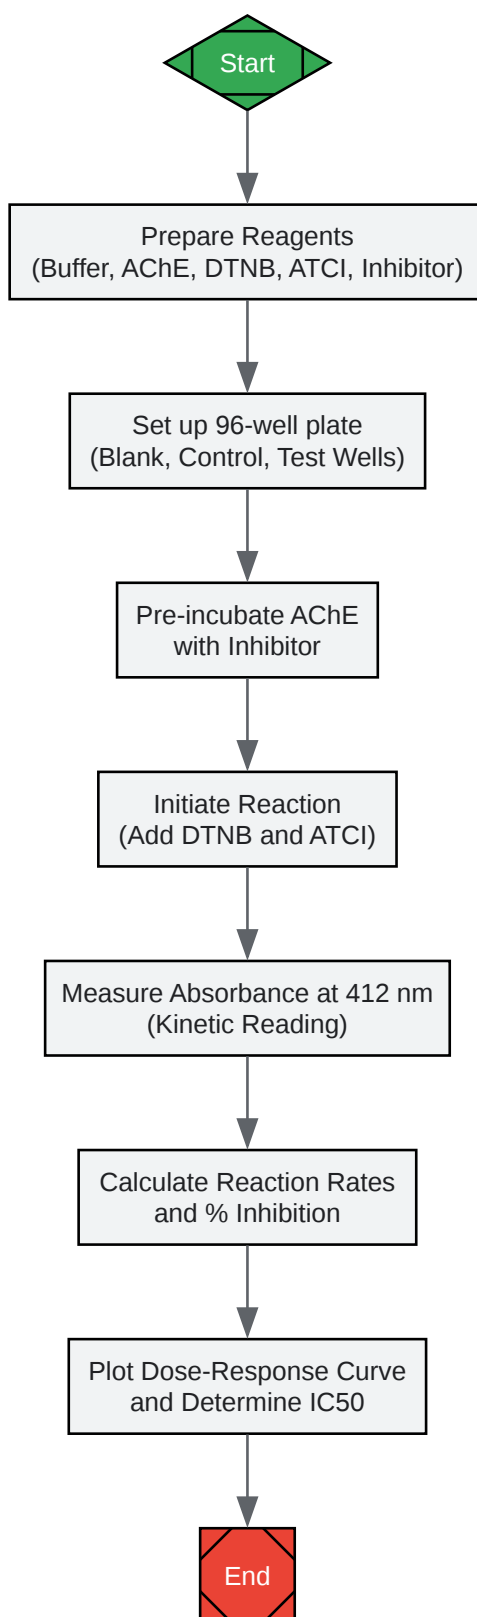 Start
Prepare Reagents
(Buffer, AChE, DTNB, ATCI, Inhibitor)
Set up 96-well plate
(Blank, Control, Test Wells)
Pre-incubate AChE
with Inhibitor
Initiate Reaction
(Add DTNB and ATCI)
Measure Absorbance at 412 nm
(Kinetic Reading)
Calculate Reaction Rates
and % Inhibition
Plot Dose-Response Curve
and Determine IC50
End